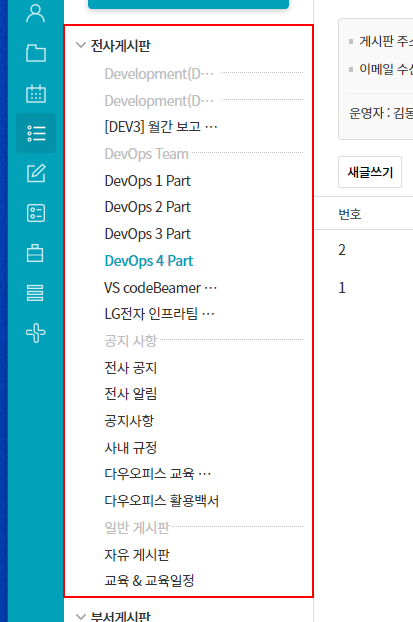 전사게시판
Development(D···
Development(D···
[DEV3] 월간 보고 ···
DevOps Team
DevOps 1 Part
DevOps 2 Part
DevOps 3 Part
DevOps 4 Part
VS codeBeamer ···
LG전자 인프라팀 ···
공지 사항
전사 공지
전사 알림
공지사항
사내 규정
다우오피스 교육 ···
다우오피스 활용백서
일반 게시판
자유 게시판
교육 & 교육일정
부서게시판
게시판 주
이메일 수신
운영자 : 김동
새글쓰기
번호
2
1